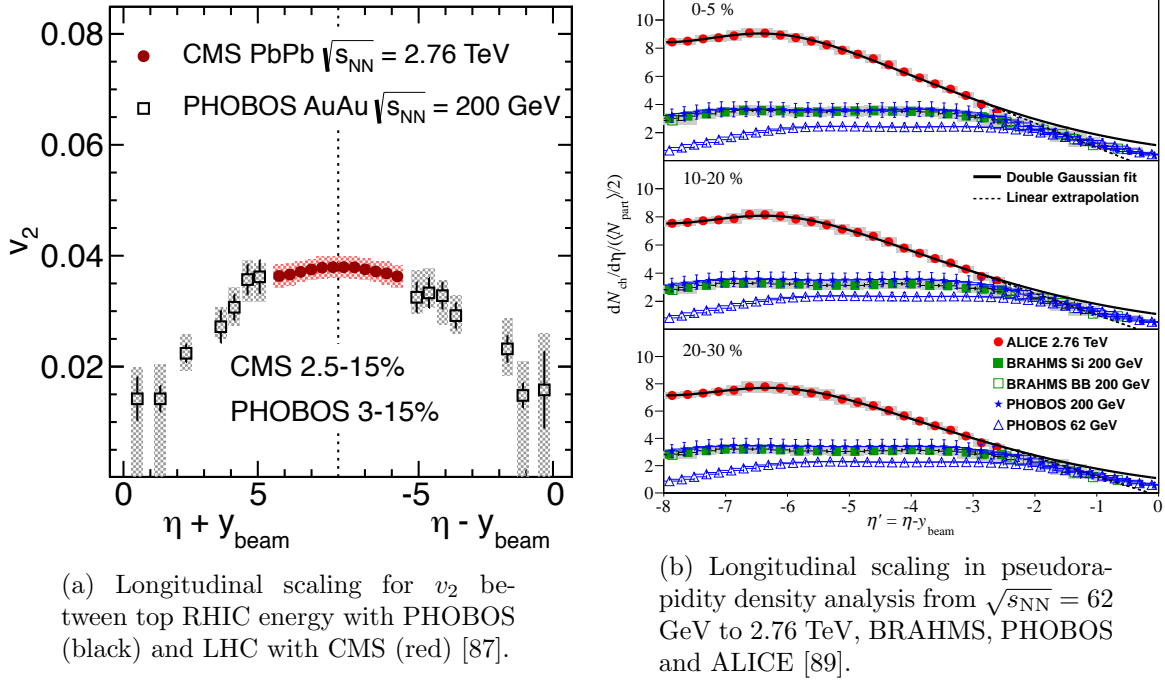 0.08
0.06
0.04
0.02
v2
CMS PbPb √sNN = 2.76 TeV
PHOBOS AuAu √sNN = 200 GeV
CMS 2.5-15%
PHOBOS 3-15%
0 5 -5 0
η + ybeam η - ybeam
(a) Longitudinal scaling for v2 be-
tween top RHIC energy with PHOBOS
(black) and LHC with CMS (red) [87].
0-5 %
10
8
6
4
2
10-20 %
Double Gaussian fit
Linear extrapolation
10
8
6
4
2
dNch/dη/(⟨Npart⟩/2)
20-30 %
ALICE 2.76 TeV
BRAHMS Si 200 GeV
BRAHMS BB 200 GeV
PHOBOS 200 GeV
PHOBOS 62 GeV
10
8
6
4
2
0
-8 -7 -6 -5 -4 -3 -2 -1 0
η' = η-ybeam
(b) Longitudinal scaling in pseudora-
pidity density analysis from √sNN = 62
GeV to 2.76 TeV, BRAHMS, PHOBOS
and ALICE [89].